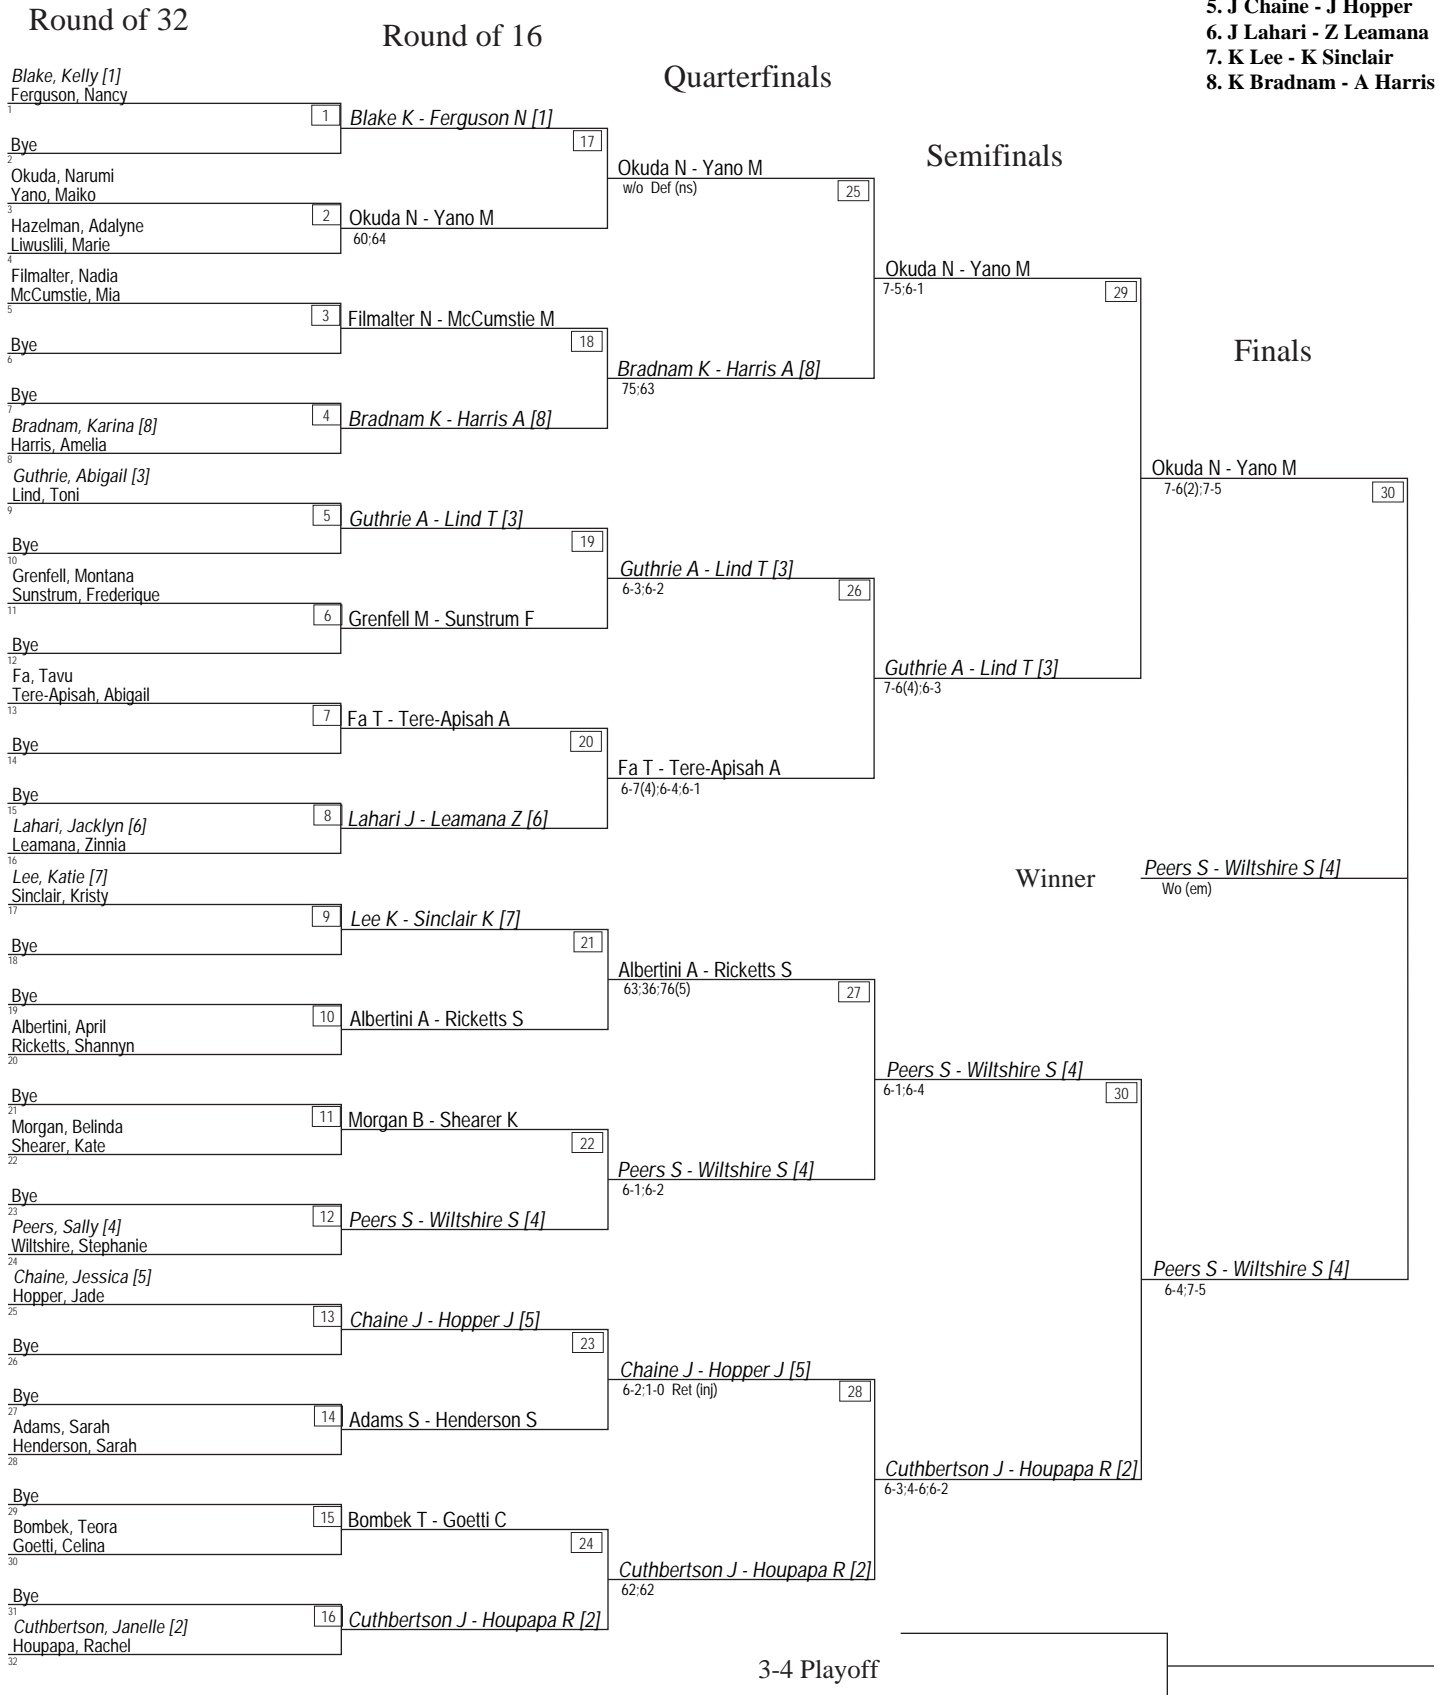 Round of 32
Round of 16
Quarterfinals
Semifinals
Finals
5. J Chaine - J Hopper
6. J Lahari - Z Leamana
7. K Lee - K Sinclair
8. K Bradnam - A Harris
Blake, Kelly [1]
Ferguson, Nancy
1
Bye
2
Okuda, Narumi
Yano, Maiko
3
Hazelman, Adalyne
Liwuslili, Marie
4
Filmalter, Nadia
McCumstie, Mia
5
Bye
6
Bye
7
Bradnam, Karina [8]
Harris, Amelia
8
Guthrie, Abigail [3]
Lind, Toni
9
Bye
10
Grenfell, Montana
Sunstrum, Frederique
11
Bye
12
Fa, Tavu
Tere-Apisah, Abigail
13
Bye
14
Bye
15
Lahari, Jacklyn [6]
Leamana, Zinnia
16
Lee, Katie [7]
Sinclair, Kristy
17
Bye
18
Bye
19
Albertini, April
Ricketts, Shannyn
20
Bye
21
Morgan, Belinda
Shearer, Kate
22
Bye
23
Peers, Sally [4]
Wiltshire, Stephanie
24
Chaine, Jessica [5]
Hopper, Jade
25
Bye
26
Bye
27
Adams, Sarah
Henderson, Sarah
28
Bye
29
Bombek, Teora
Goetti, Celina
30
Bye
31
Cuthbertson, Janelle [2]
Houpapa, Rachel
32
1
Blake K - Ferguson N [1]
2
Okuda N - Yano M
60;64
3
Filmalter N - McCumstie M
4
Bradnam K - Harris A [8]
5
Guthrie A - Lind T [3]
6
Grenfell M - Sunstrum F
7
Fa T - Tere-Apisah A
8
Lahari J - Leamana Z [6]
9
Lee K - Sinclair K [7]
10
Albertini A - Ricketts S
11
Morgan B - Shearer K
12
Peers S - Wiltshire S [4]
13
Chaine J - Hopper J [5]
14
Adams S - Henderson S
15
Bombek T - Goetti C
16
Cuthbertson J - Houpapa R [2]
17
Okuda N - Yano M
w/o Def (ns)
18
Bradnam K - Harris A [8]
75;63
19
Guthrie A - Lind T [3]
6-3;6-2
20
Fa T - Tere-Apisah A
6-7(4);6-4;6-1
21
Albertini A - Ricketts S
63;36;76(5)
22
Peers S - Wiltshire S [4]
6-1;6-2
23
Chaine J - Hopper J [5]
6-2;1-0 Ret (inj)
24
Cuthbertson J - Houpapa R [2]
62;62
25
Okuda N - Yano M
7-5;6-1
26
Guthrie A - Lind T [3]
7-6(4);6-3
27
Peers S - Wiltshire S [4]
6-1;6-4
28
Cuthbertson J - Houpapa R [2]
6-3;4-6;6-2
29
Okuda N - Yano M
7-6(2);7-5
30
Peers S - Wiltshire S [4]
6-4;7-5
30
Winner
Peers S - Wiltshire S [4]
Wo (em)
3-4 Playoff